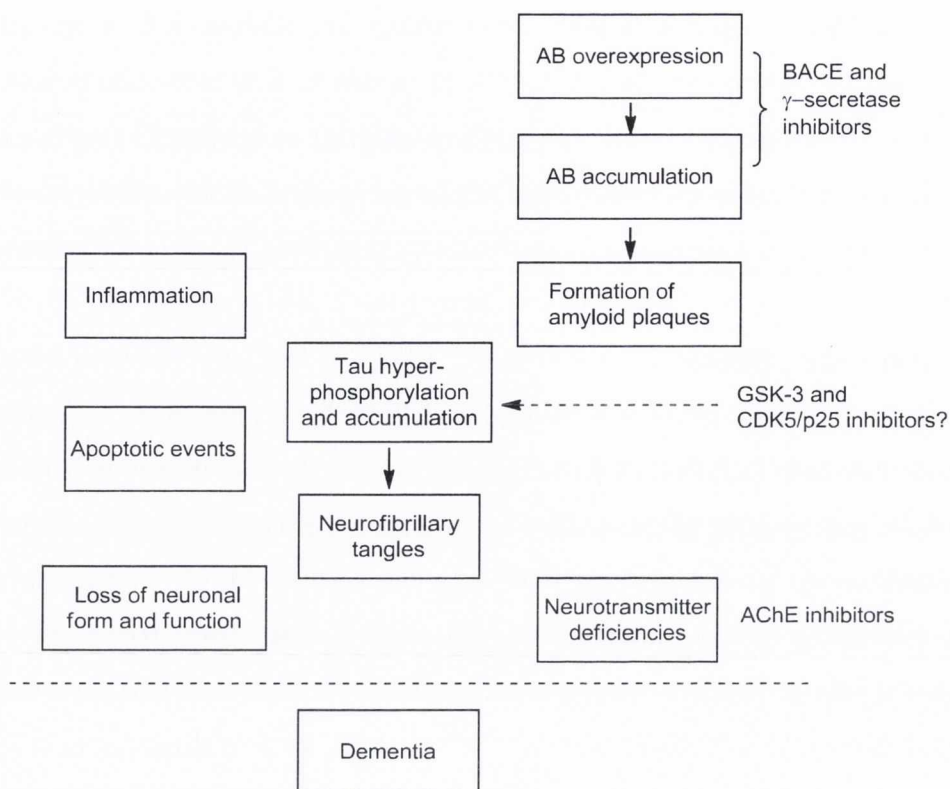 AB overexpression
BACE and
γ–secretase
inhibitors
AB accumulation
Inflammation
Formation of
amyloid plaques
Tau hyper-
phosphorylation
and accumulation
GSK-3 and
CDK5/p25 inhibitors?
Apoptotic events
Neurofibrillary
tangles
Loss of neuronal
form and function
Neurotransmitter
deficiencies
AChE inhibitors
Dementia